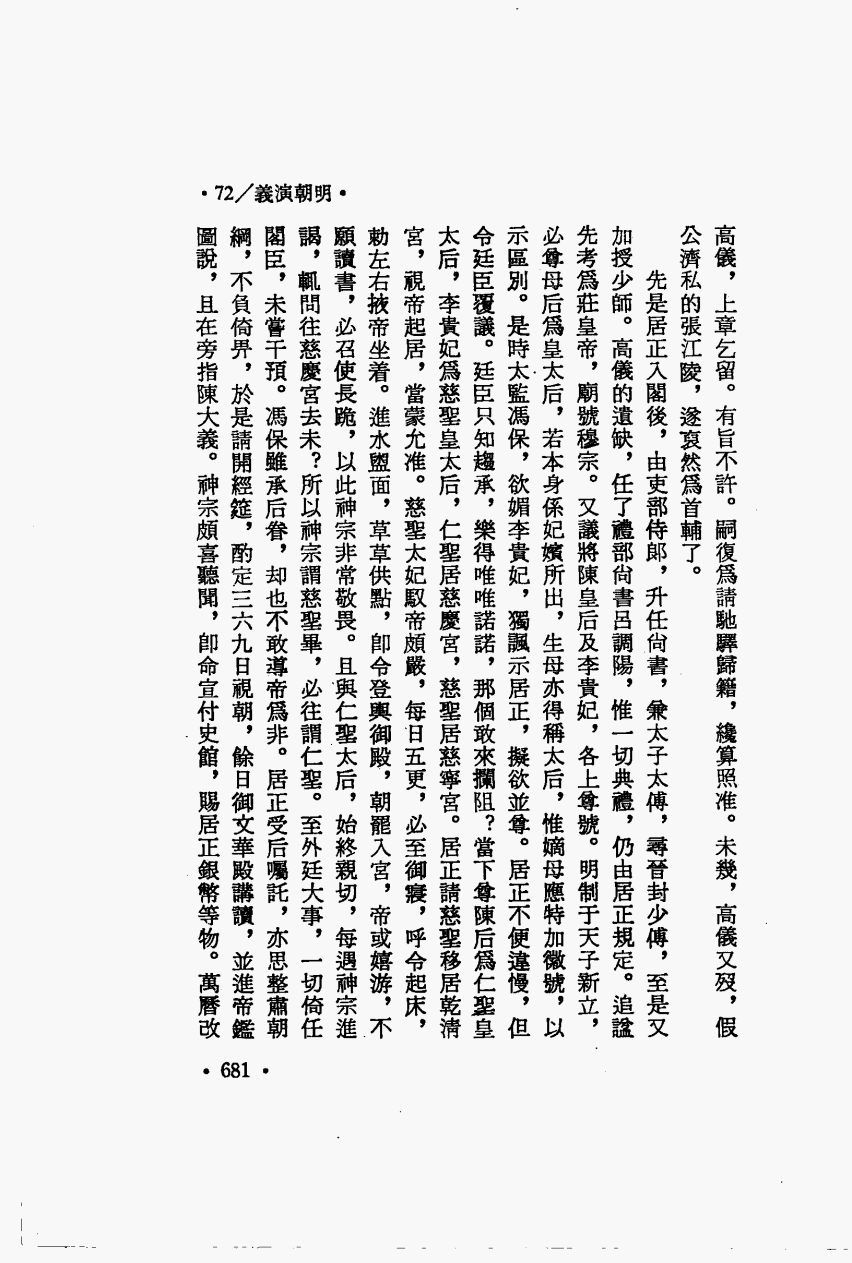 •72/義演朝明•
高儀，上章乞留。有旨不許。嗣復爲請馳驛歸籍，纔算照准。未幾，高儀又歿，假
公濟私的張江陵，遂裒然爲首輔了。
先是居正入閣後，由吏部侍郎，升任尙書，兼太子太傅，尋晉封少傅，至是又
加授少師。高儀的遺缺，任了禮部尙書呂調陽，惟一切典禮，仍由居正規定。追諡
先考爲莊皇帝，廟號穆宗。又議將陳皇后及李貴妃，各上尊號。明制于天子新立，
必尊母后爲皇太后，若本身係妃嬪所出，生母亦得稱太后，惟嫡母應特加徽號，以
示區別。是時太監馮保，欲媚李貴妃，獨諷示居正，擬欲並尊。居正不便違慢，但
令廷臣覆議。廷臣只知趨承，樂得唯唯諾諾，那個敢來攔阻？當下尊陳后爲仁聖皇
太后，李貴妃爲慈聖皇太后，仁聖居慈慶宮，慈聖居慈寧宮。居正請慈聖移居乾清
宮，視帝起居，當蒙允准。慈聖太妃馭帝頗嚴，每日五更，必至御寢，呼令起床，
勅左右掖帝坐着。進水盥面，草草供點，卽令登輿御殿，朝罷入宮，帝或嬉游，不
願讀書，必召使長跪，以此神宗非常敬畏。且與仁聖太后，始終親切，每遇神宗進
謁，輒問往慈慶宮去未？所以神宗謂慈聖畢，必往謂仁聖。至外廷大事，一切倚任
閣臣，未嘗干預。馮保雖承后眷，却也不敢導帝爲非。居正受后囑託，亦思整肅朝
綱，不負倚畀，於是請開經筵，酌定三六九日視朝，餘日御文華殿講讀，並進帝鑑
圖說，且在旁指陳大義。神宗頗喜聽聞，卽命宣付史館，賜居正銀幣等物。萬曆改
•681•